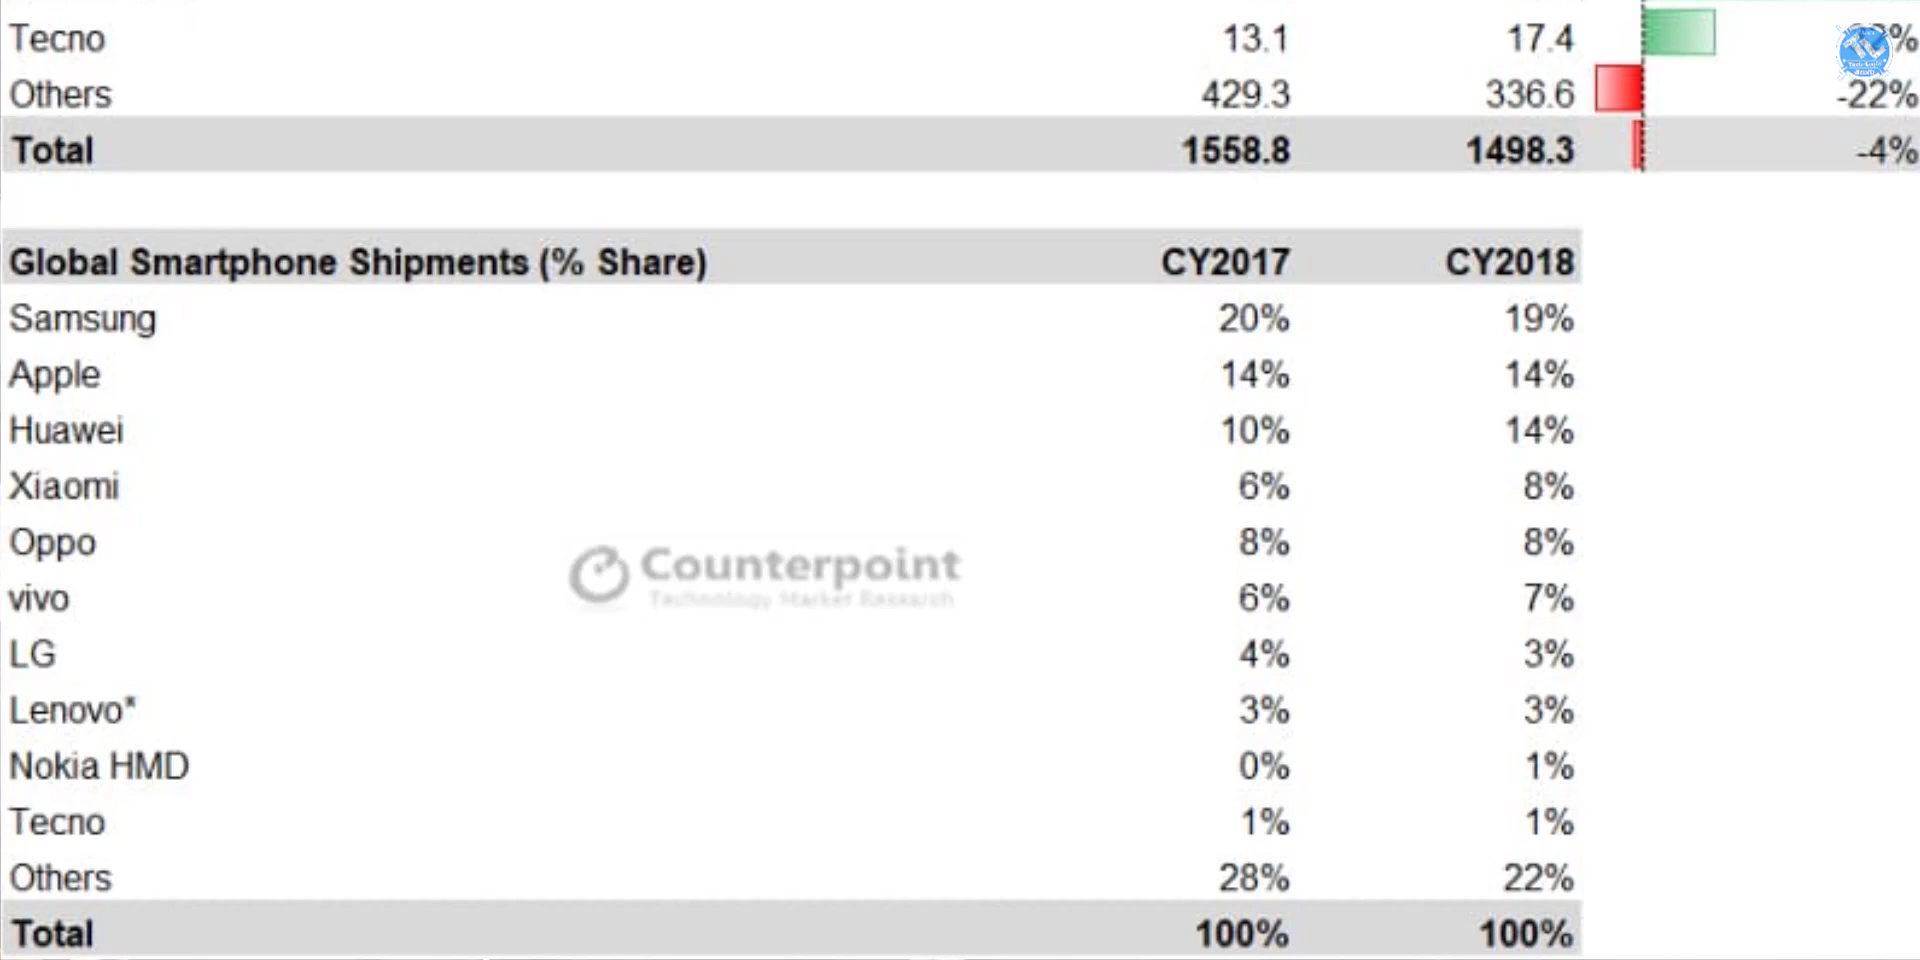 Tecno 13.1 17.4
Others 429.3 336.6 -22%
Total 1558.8 1498.3 -4%
Global Smartphone Shipments (% Share) CY2017 CY2018
Samsung 20% 19%
Apple 14% 14%
Huawei 10% 14%
Xiaomi 6% 8%
Oppo 8% 8%
vivo 6% 7%
LG 4% 3%
Lenovo* 3% 3%
Nokia HMD 0% 1%
Tecno 1% 1%
Others 28% 22%
Total 100% 100%
Counterpoint
Technology Market Research